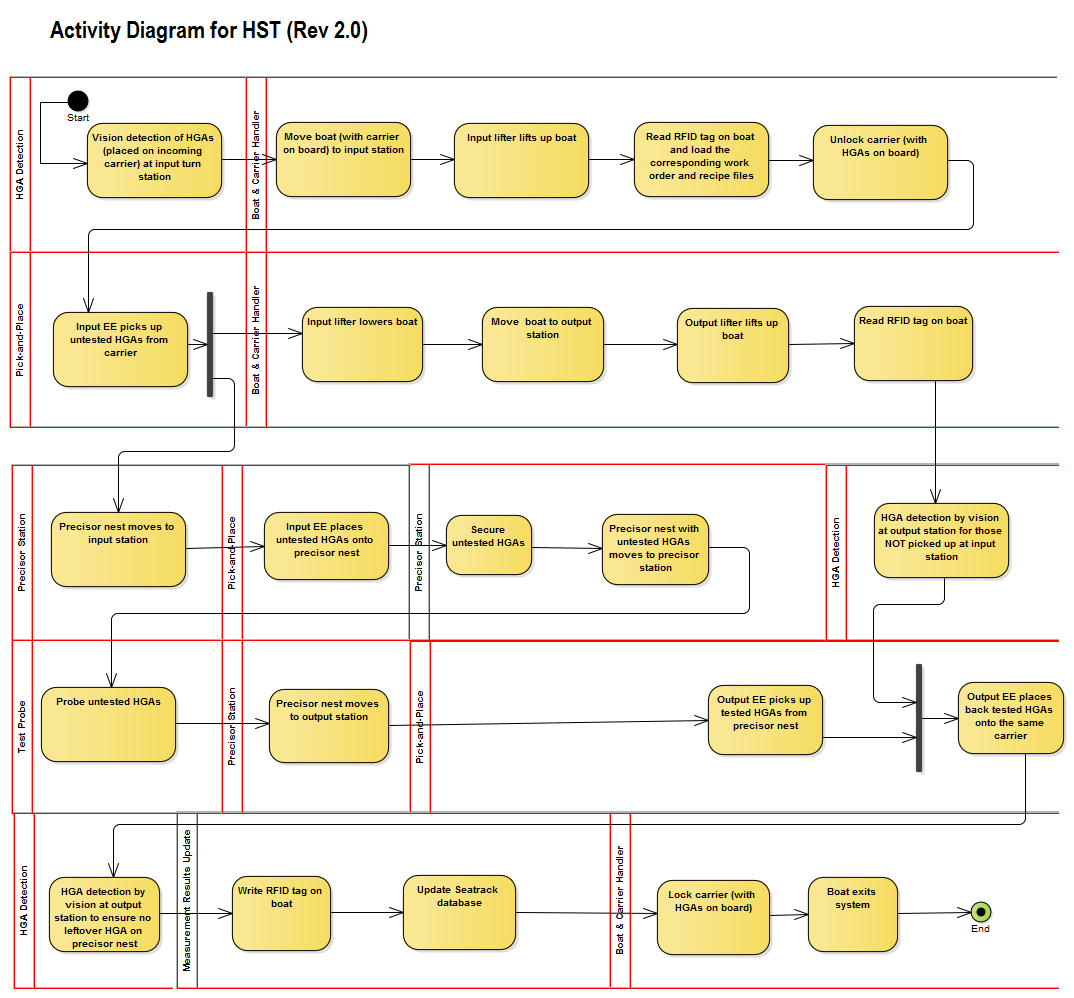 Activity Diagram for HST (Rev 2.0)
HGA Detection
Start
Vision detection of HGAs
(placed on incoming
carrier) at input turn
station
Boat & Carrier Handler
Move boat (with carrier
on board) to input station
Input lifter lifts up boat
Read RFID tag on boat
and load the
corresponding work
order and recipe files
Unlock carrier (with
HGAs on board)
Pick-and-Place
Input EE picks up
untested HGAs from
carrier
Boat & Carrier Handler
Input lifter lowers boat
Move  boat to output
station
Output lifter lifts up
boat
Read RFID tag on boat
Precisor Station
Precisor nest moves to
input station
Pick-and-Place
Input EE places
untested HGAs onto
precisor nest
Precisor Station
Secure
untested HGAs
Precisor nest with
untested HGAs
moves to precisor
station
HGA Detection
HGA detection by vision
at output station for those
NOT picked up at input
station
Test Probe
Probe untested HGAs
Precisor Station
Precisor nest moves
to output station
Pick-and-Place
Output EE picks up
tested HGAs from
precisor nest
Output EE places
back tested HGAs
onto the same
carrier
HGA Detection
HGA detection by
vision at output
station to ensure no
leftover HGA on
precisor nest
Measurement Results Update
Write RFID tag on
boat
Update Seatrack
database
Boat & Carrier Handler
Lock carrier (with
HGAs on board)
Boat exits
system
End